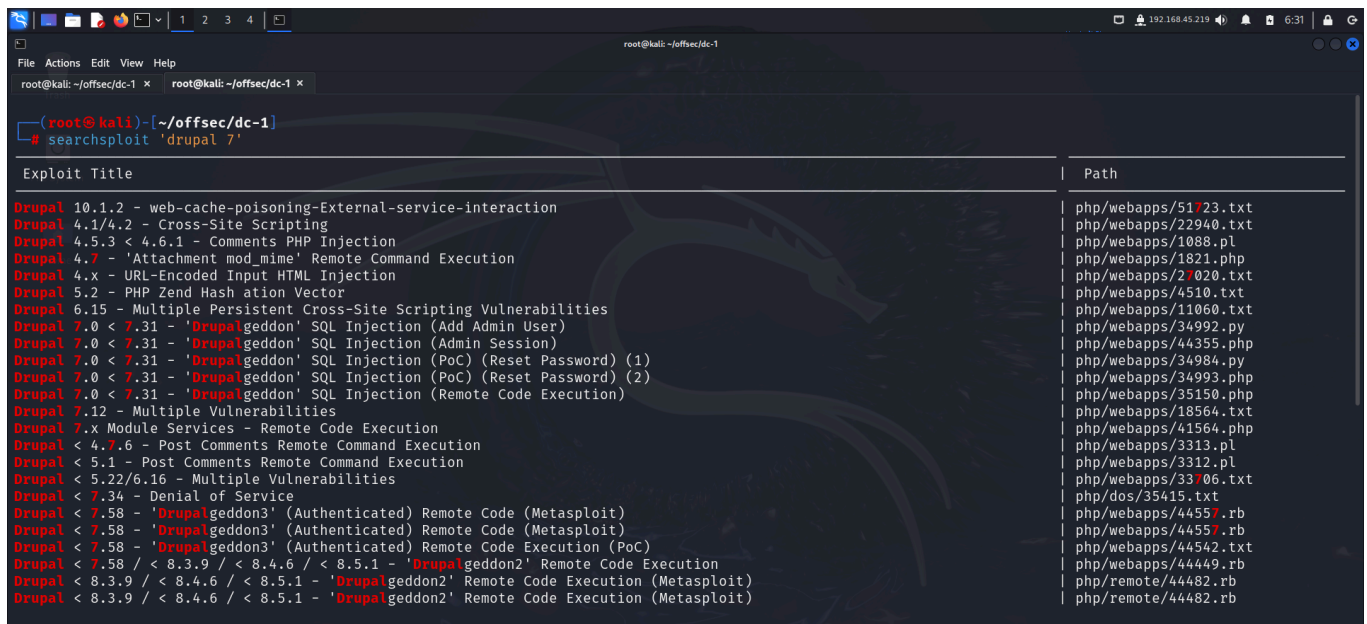 1 2 3 4 192.168.45.219 6:31
root@kali: ~/offsec/dc-1
File Actions Edit View Help
root@kali: ~/offsec/dc-1 × root@kali: ~/offsec/dc-1 ×
┌──(root㉿kali)-[~/offsec/dc-1]
└─# searchsploit 'drupal 7'
Exploit Title | Path
Drupal 10.1.2 - web-cache-poisoning-External-service-interaction | php/webapps/51723.txt
Drupal 4.1/4.2 - Cross-Site Scripting | php/webapps/22940.txt
Drupal 4.5.3 < 4.6.1 - Comments PHP Injection | php/webapps/1088.pl
Drupal 4.7 - 'Attachment mod_mime' Remote Command Execution | php/webapps/1821.php
Drupal 4.x - URL-Encoded Input HTML Injection | php/webapps/27020.txt
Drupal 5.2 - PHP Zend Hash ation Vector | php/webapps/4510.txt
Drupal 6.15 - Multiple Persistent Cross-Site Scripting Vulnerabilities | php/webapps/11060.txt
Drupal 7.0 < 7.31 - 'Drupalgeddon' SQL Injection (Add Admin User) | php/webapps/34992.py
Drupal 7.0 < 7.31 - 'Drupalgeddon' SQL Injection (Admin Session) | php/webapps/44355.php
Drupal 7.0 < 7.31 - 'Drupalgeddon' SQL Injection (PoC) (Reset Password) (1) | php/webapps/34984.py
Drupal 7.0 < 7.31 - 'Drupalgeddon' SQL Injection (PoC) (Reset Password) (2) | php/webapps/34993.php
Drupal 7.0 < 7.31 - 'Drupalgeddon' SQL Injection (Remote Code Execution) | php/webapps/35150.php
Drupal 7.12 - Multiple Vulnerabilities | php/webapps/18564.txt
Drupal 7.x Module Services - Remote Code Execution | php/webapps/41564.php
Drupal < 4.7.6 - Post Comments Remote Command Execution | php/webapps/3313.pl
Drupal < 5.1 - Post Comments Remote Command Execution | php/webapps/3312.pl
Drupal < 5.22/6.16 - Multiple Vulnerabilities | php/webapps/33706.txt
Drupal < 7.34 - Denial of Service | php/dos/35415.txt
Drupal < 7.58 - 'Drupalgeddon3' (Authenticated) Remote Code (Metasploit) | php/webapps/44557.rb
Drupal < 7.58 - 'Drupalgeddon3' (Authenticated) Remote Code (Metasploit) | php/webapps/44557.rb
Drupal < 7.58 - 'Drupalgeddon3' (Authenticated) Remote Code Execution (PoC) | php/webapps/44542.txt
Drupal < 7.58 / < 8.3.9 / < 8.4.6 / < 8.5.1 - 'Drupalgeddon2' Remote Code Execution | php/webapps/44449.rb
Drupal < 8.3.9 / < 8.4.6 / < 8.5.1 - 'Drupalgeddon2' Remote Code Execution (Metasploit) | php/remote/44482.rb
Drupal < 8.3.9 / < 8.4.6 / < 8.5.1 - 'Drupalgeddon2' Remote Code Execution (Metasploit) | php/remote/44482.rb